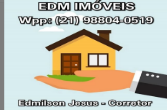 EDM IMÓVEIS
Wpp: (21) 98804-0519
Edmilson Jesus - Corretor